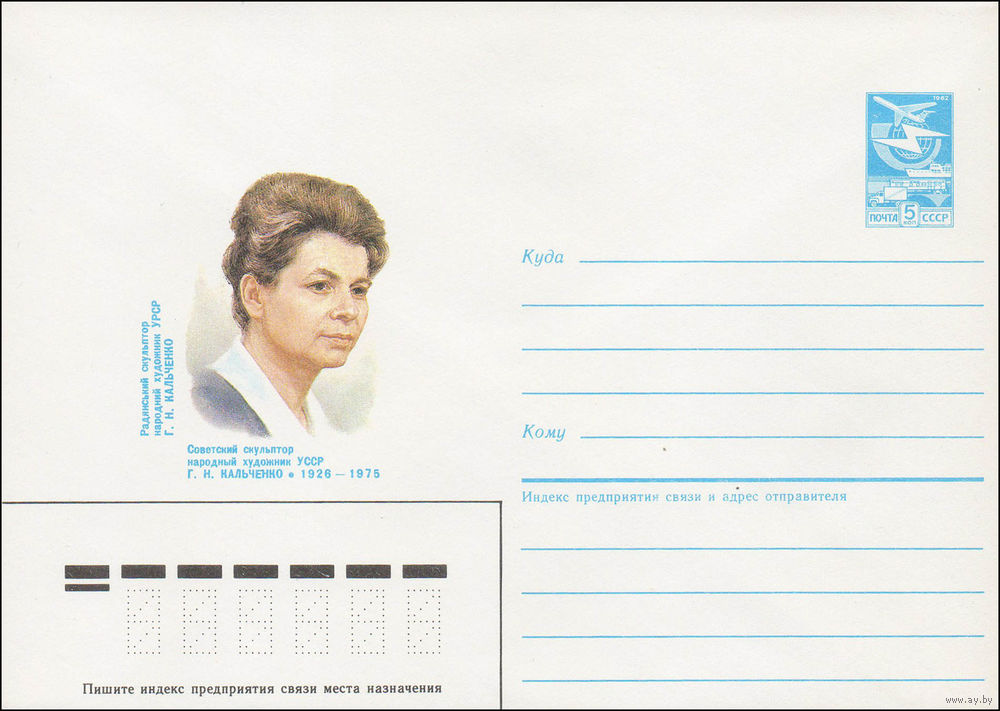 1982
ПОЧТА 5 КОП СССР
Куда
Радянський скульптор
народний художник УРСР
Г. Н. КАЛЬЧЕНКО
Кому
Советский скульптор
народный художник УССР
Г. Н. КАЛЬЧЕНКО • 1926 — 1975
Индекс предприятия связи и адрес отправителя
Пишите индекс предприятия связи места назначения
www.ay.by